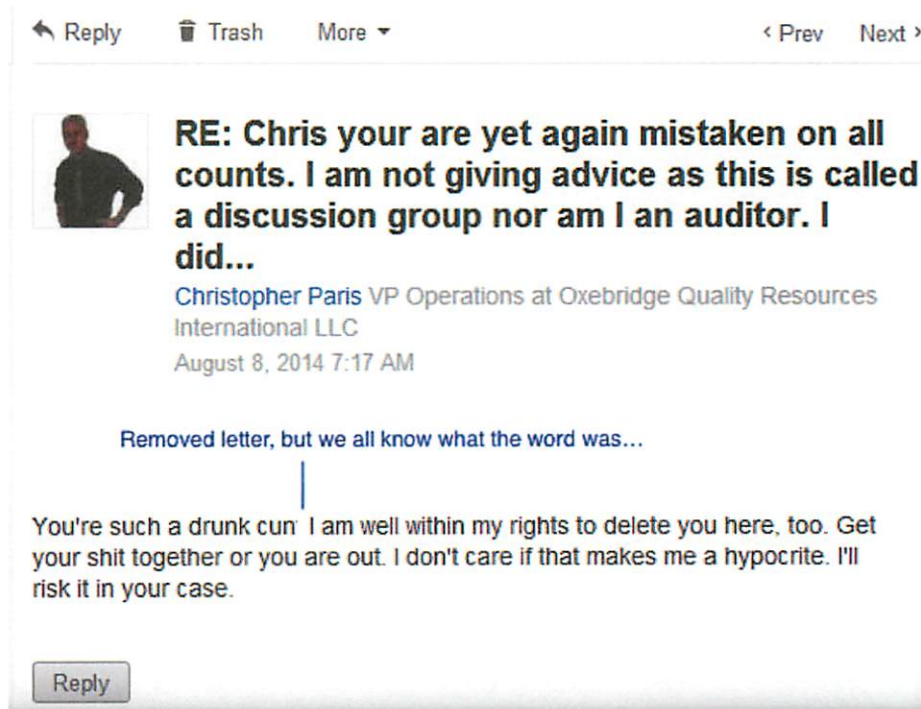 Reply Trash More < Prev Next >
RE: Chris your are yet again mistaken on all
counts. I am not giving advice as this is called
a discussion group nor am I an auditor. I
did...
Christopher Paris VP Operations at Oxebridge Quality Resources
International LLC
August 8, 2014 7:17 AM
Removed letter, but we all know what the word was...
You're such a drunk cun I am well within my rights to delete you here, too. Get
your shit together or you are out. I don't care if that makes me a hypocrite. I'll
risk it in your case.
Reply